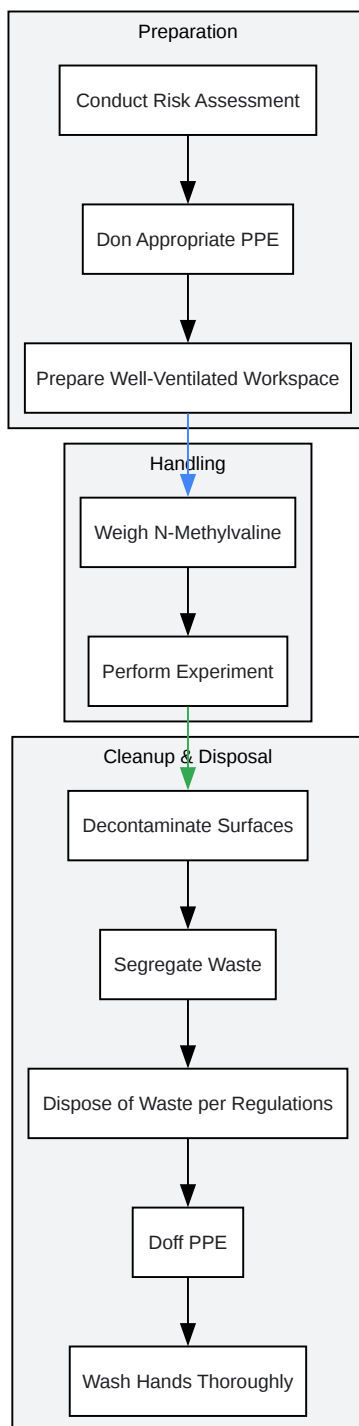 Preparation
Conduct Risk Assessment
Don Appropriate PPE
Prepare Well-Ventilated Workspace
Handling
Weigh N-Methylvaline
Perform Experiment
Cleanup & Disposal
Decontaminate Surfaces
Segregate Waste
Dispose of Waste per Regulations
Doff PPE
Wash Hands Thoroughly